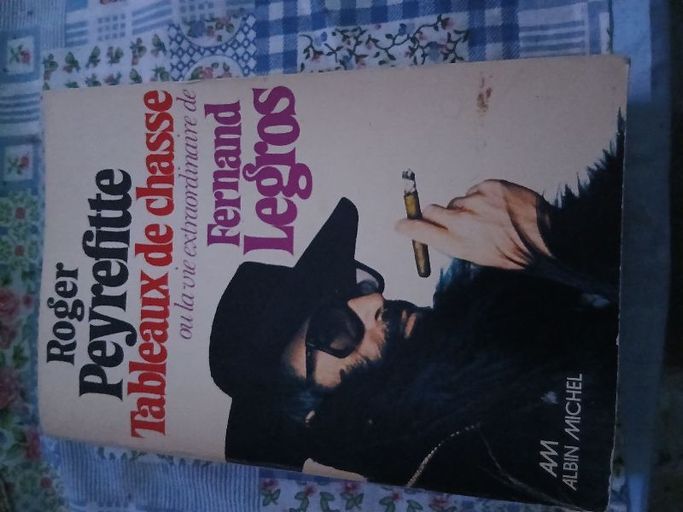 Roger
Peyrefitte
Tableaux de chasse
ou la vie extraordinaire de
Fernand
Legros
AM
ALBIN MICHEL